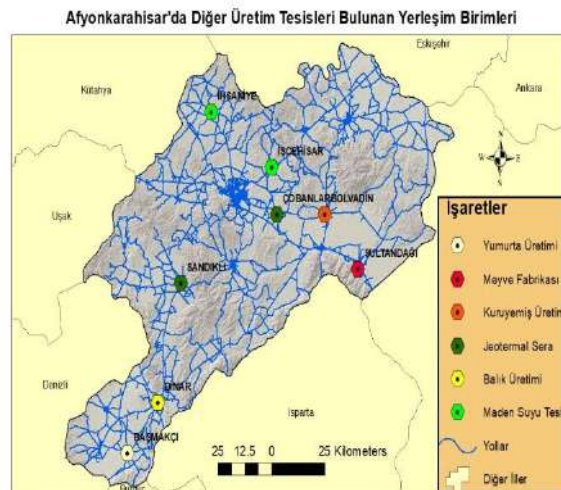 Afyonkarahisar'da Diğer Üretim Tesisleri Bulunan Yerleşim Birimleri
Eskişehir
Kütahya
Ankara
İHSANİYE
N
W E
S
İSCEHİSAR
ÇOBANLAR BOLVADİN
Uşak
SULTANDAĞI
SANDIKLI
Denizli
DİNAR
Isparta
BAŞMAKÇI
25 12.5 0 25 Kilometers
İşaretler
Yumurta Üretimi
Meyve Fabrikası
Kuruyemiş Üretim
Jeotermal Sera
Balık Üretimi
Maden Suyu Tesi
Yollar
Diğer İller